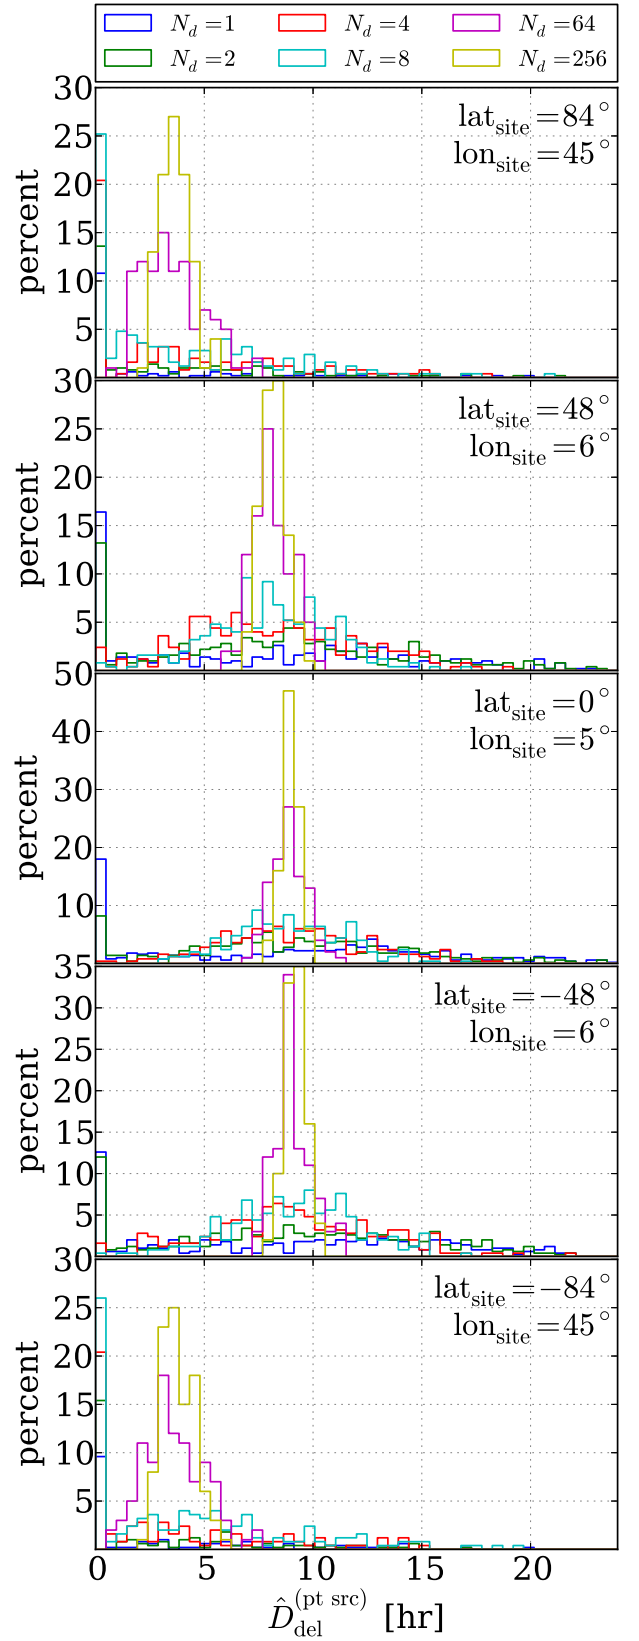 N_d=1 N_d=4 N_d=64
N_d=2 N_d=8 N_d=256
30
25
20
15
10
5
percent
lat_site=84°
lon_site=45°
30
25
20
15
10
5
percent
lat_site=48°
lon_site=6°
50
40
30
20
10
percent
lat_site=0°
lon_site=5°
35
30
25
20
15
10
5
percent
lat_site=−48°
lon_site=6°
30
25
20
15
10
5
percent
lat_site=−84°
lon_site=45°
0 5 10 15 20
D̂_del^(pt src) [hr]